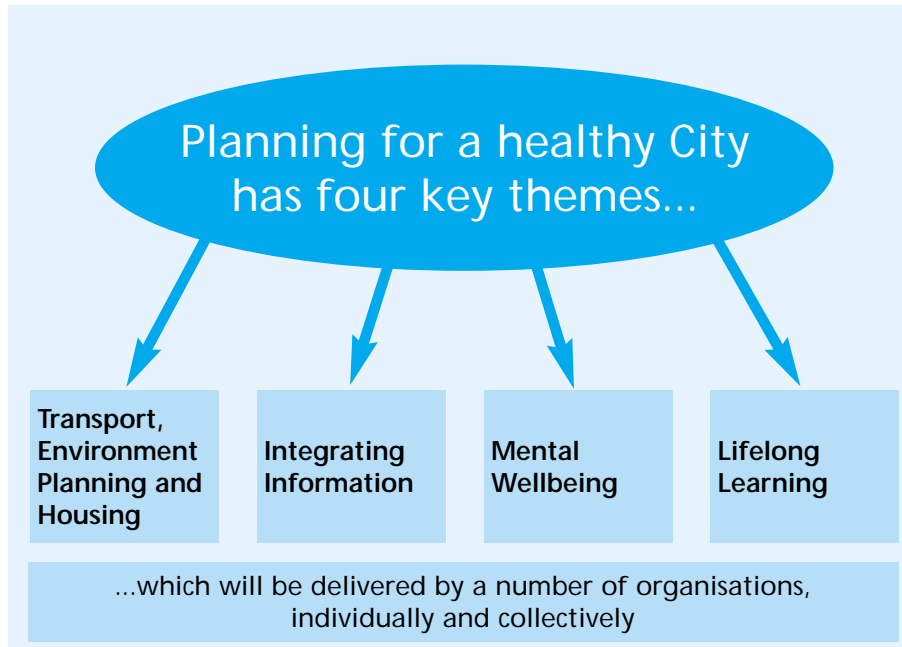 Planning for a healthy City
has four key themes...
Transport,
Environment
Planning and
Housing
Integrating
Information
Mental
Wellbeing
Lifelong
Learning
...which will be delivered by a number of organisations,
individually and collectively